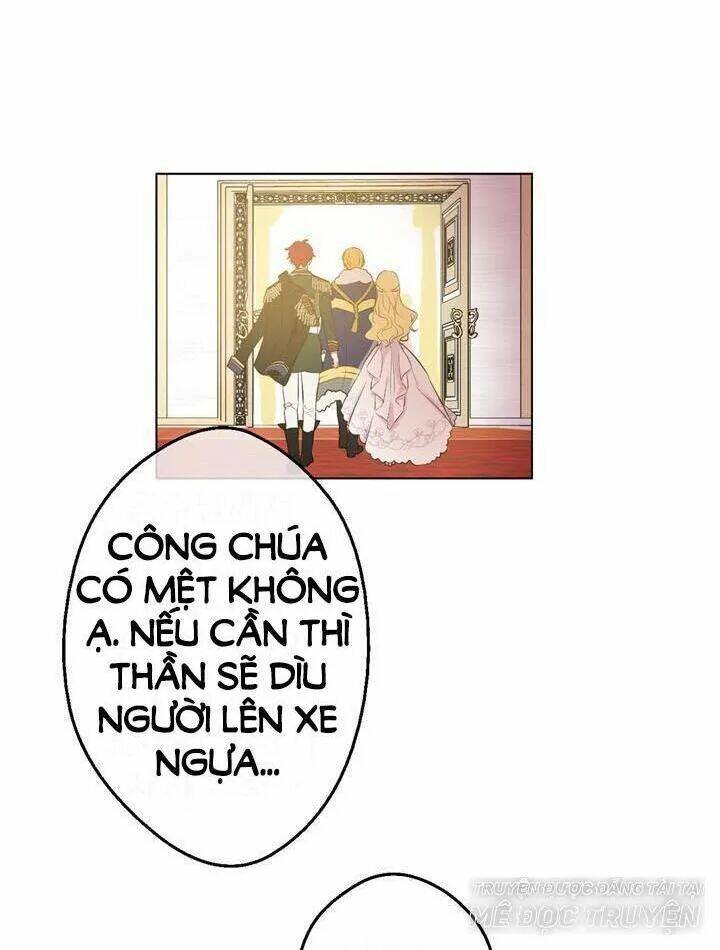 CÔNG CHÚA
CÓ MỆT KHÔNG
Ạ. NẾU CẦN THÌ
THẦN SẼ DÌU
NGƯỜI LÊN XE
NGỰA...
TRUYỆN ĐƯỢC ĐĂNG TẢI TẠI
MÊ ĐỌC TRUYỆN